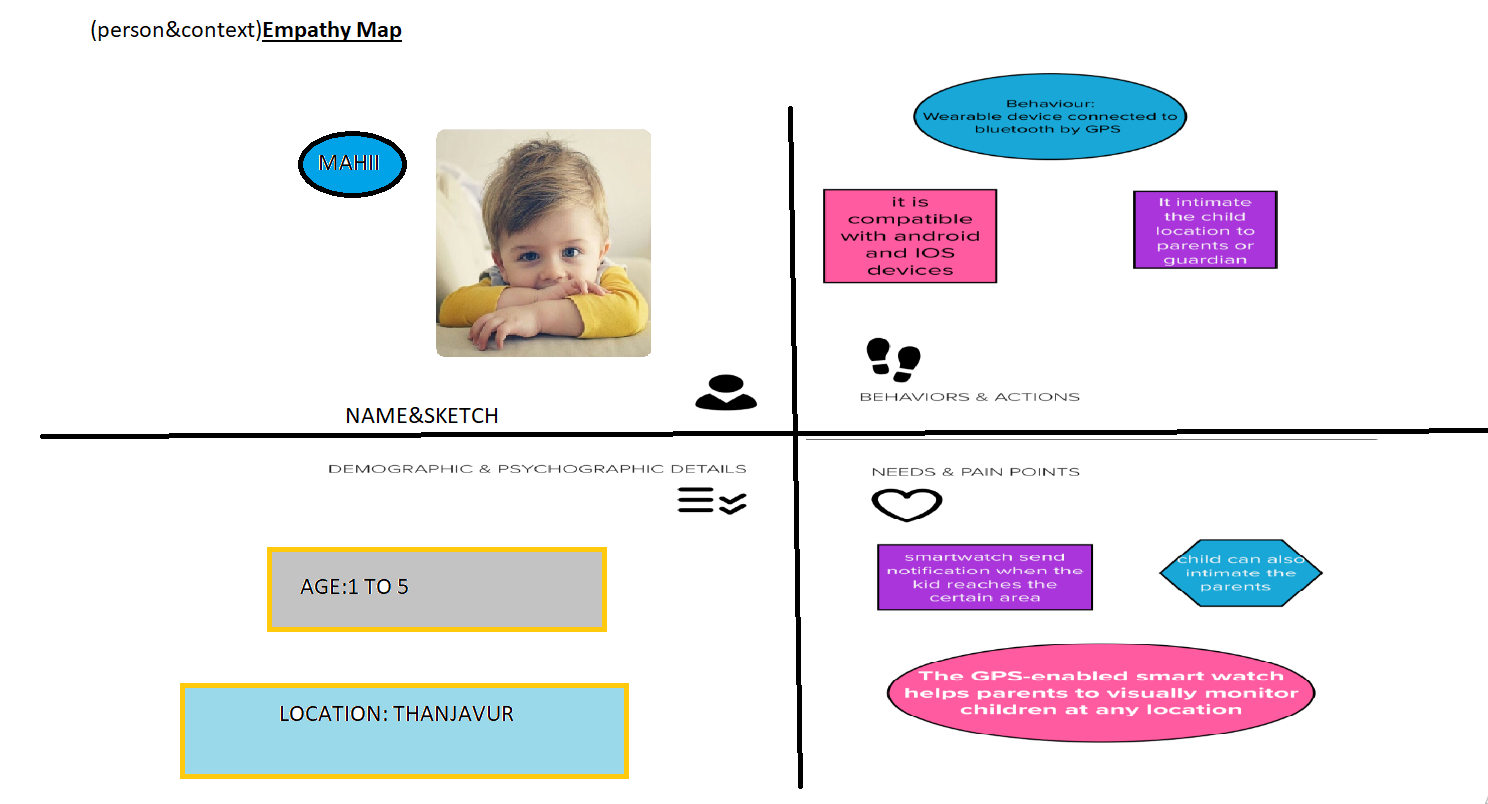 (person&context)Empathy Map
MAHII
NAME&SKETCH
Behaviour:
Wearable device connected to
bluetooth by GPS
it is
compatible
with android
and IOS
devices
It intimate
the child
location to
parents or
guardian
BEHAVIORS & ACTIONS
DEMOGRAPHIC & PSYCHOGRAPHIC DETAILS
AGE:1 TO 5
LOCATION: THANJAVUR
NEEDS & PAIN POINTS
smartwatch send
notification when the
kid reaches the
certain area
child can also
intimate the
parents
The GPS-enabled smart watch
helps parents to visually monitor
children at any location